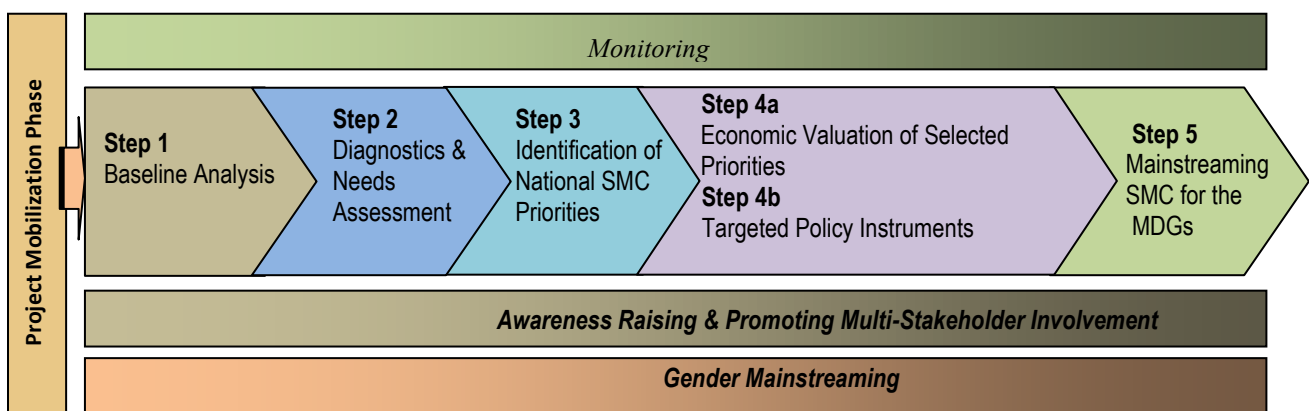 Project Mobilization Phase
Monitoring
Step 1
Baseline Analysis
Step 2
Diagnostics &
Needs
Assessment
Step 3
Identification of
National SMC
Priorities
Step 4a
Economic Valuation of Selected
Priorities
Step 4b
Targeted Policy Instruments
Step 5
Mainstreaming
SMC for the
MDGs
Awareness Raising & Promoting Multi-Stakeholder Involvement
Gender Mainstreaming